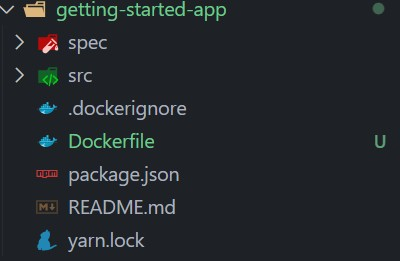 getting-started-app
spec
src
.dockerignore
Dockerfile U
package.json
README.md
yarn.lock